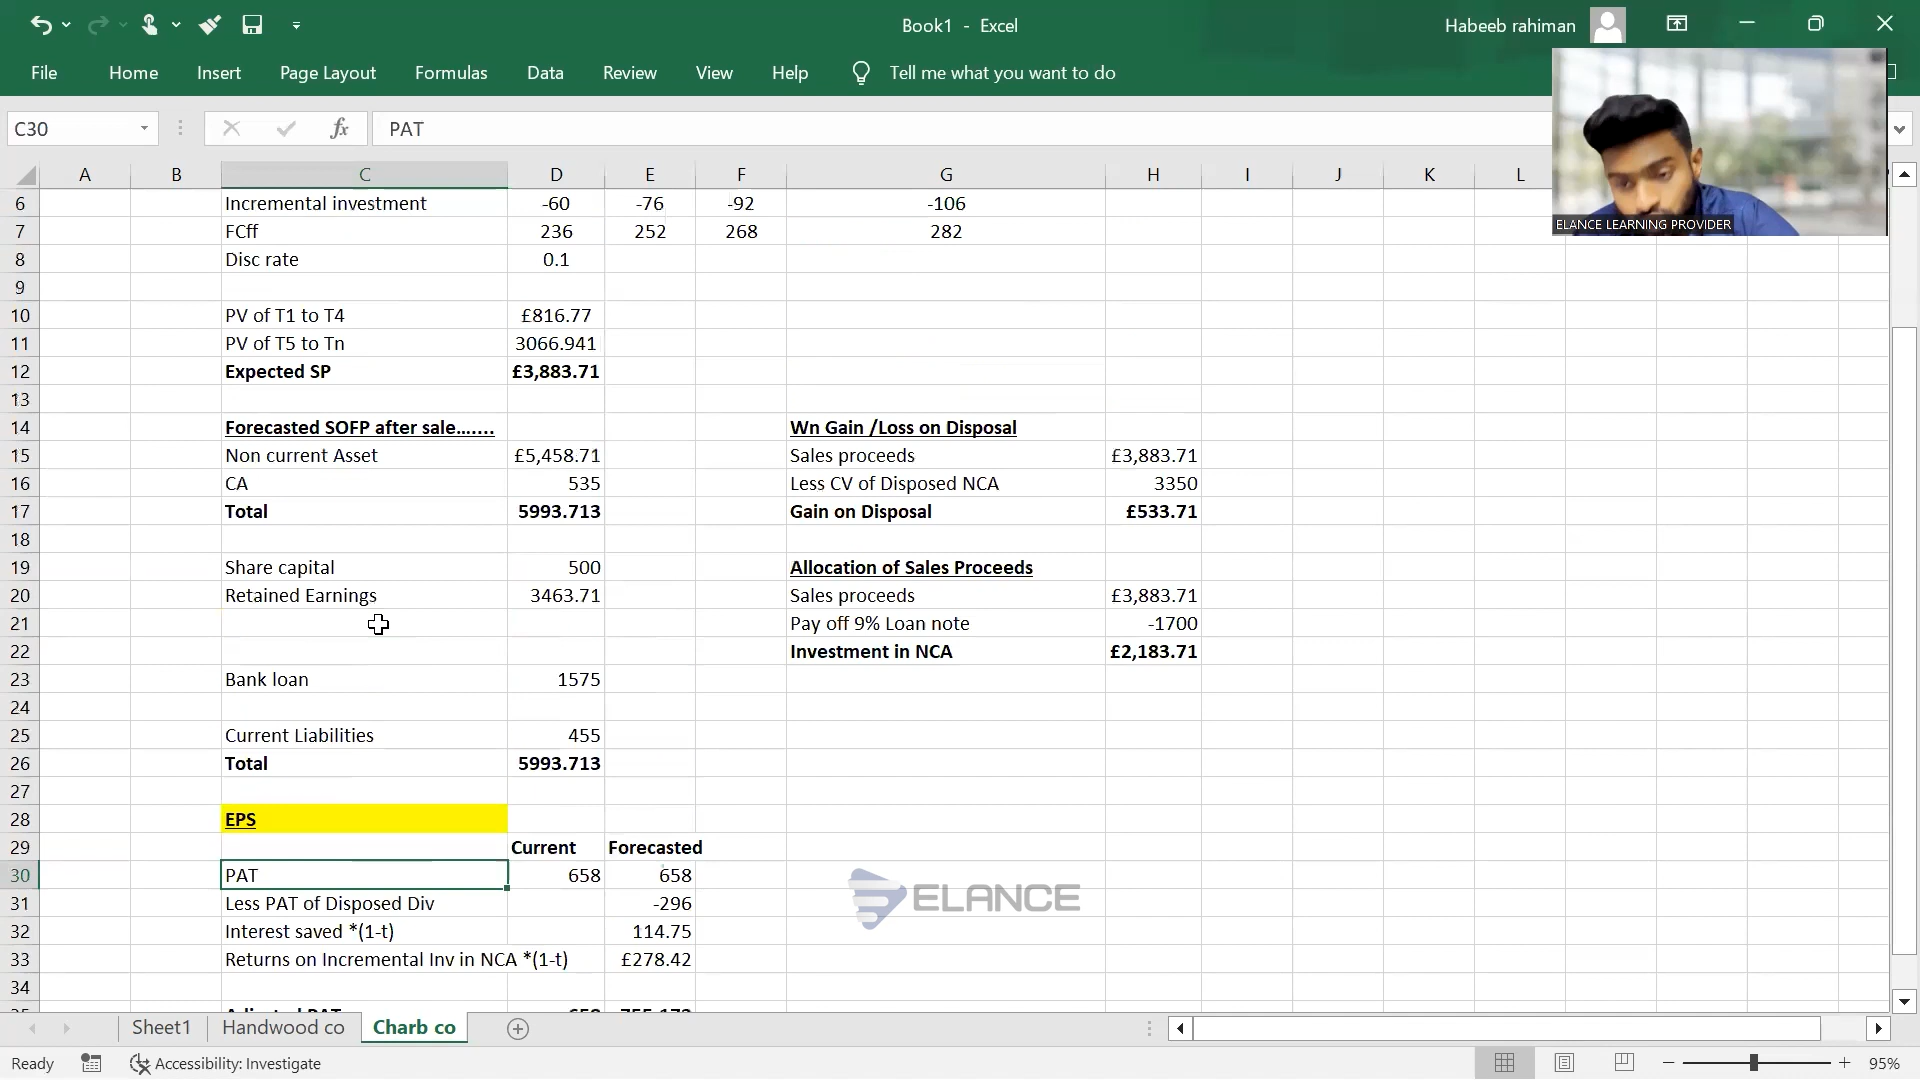 Book1 - Excel
Habeeb rahiman
File Home Insert Page Layout Formulas Data Review View Help Tell me what you want to do
C30 fx PAT
ELANCE LEARNING PROVIDER
A B C D E F G H I J K L
6 Incremental investment -60 -76 -92 -106
7 FCff 236 252 268 282
8 Disc rate 0.1
9
10 PV of T1 to T4 £816.77
11 PV of T5 to Tn 3066.941
12 Expected SP £3,883.71
13
14 Forecasted SOFP after sale....... Wn Gain /Loss on Disposal
15 Non current Asset £5,458.71 Sales proceeds £3,883.71
16 CA 535 Less CV of Disposed NCA 3350
17 Total 5993.713 Gain on Disposal £533.71
18
19 Share capital 500 Allocation of Sales Proceeds
20 Retained Earnings 3463.71 Sales proceeds £3,883.71
21 Pay off 9% Loan note -1700
22 Investment in NCA £2,183.71
23 Bank loan 1575
24
25 Current Liabilities 455
26 Total 5993.713
27
28 EPS
29 Current Forecasted
30 PAT 658 658
31 Less PAT of Disposed Div -296
32 Interest saved *(1-t) 114.75
33 Returns on Incremental Inv in NCA *(1-t) £278.42
34
ELANCE
Sheet1 Handwood co Charb co
Ready Accessibility: Investigate 95%